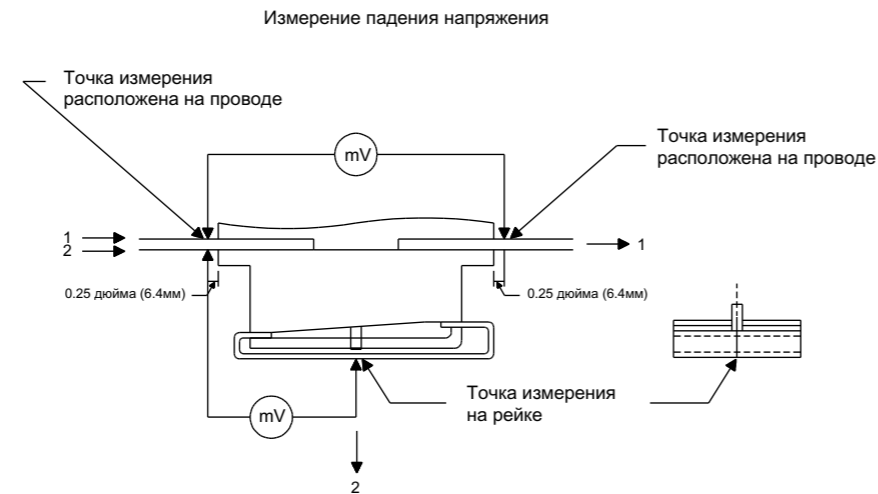 Измерение падения напряжения
Точка измерения
расположена на проводе
mV
Точка измерения
расположена на проводе
1
2
1
0.25 дюйма (6.4мм)
0.25 дюйма (6.4мм)
Точка измерения
на рейке
mV
2